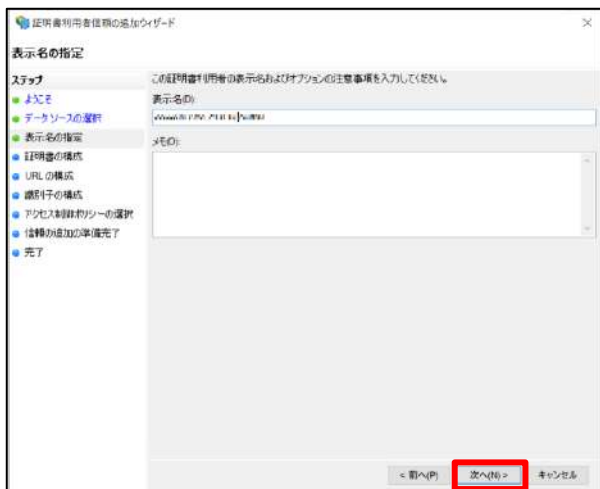 証明書利用者信頼の追加ウィザード
表示名の指定
ステップ
ようこそ
データ ソースの選択
表示名の指定
証明書の構成
URL の構成
識別子の構成
アクセス制御ポリシーの選択
信頼の追加の準備完了
完了
この証明書利用者の表示名およびオプションの注意事項を入力してください。
表示名(D):
メモ(O):
< 前へ(P)
次へ(N) >
キャンセル